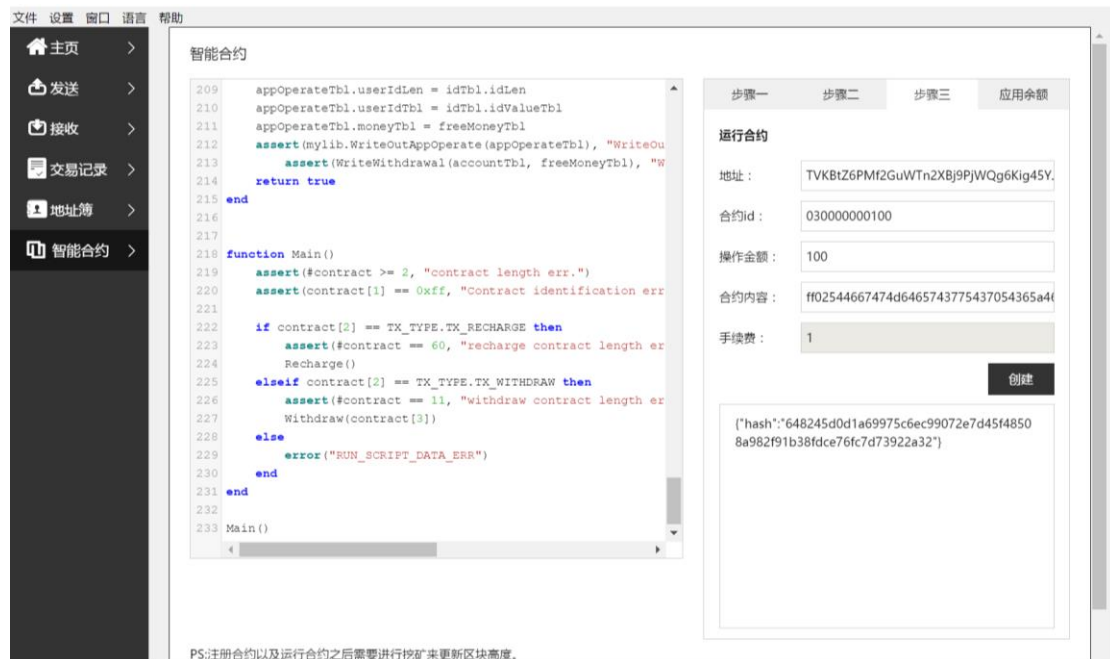 文件 设置 窗口 语言 帮助
主页
发送
接收
交易记录
地址簿
智能合约
智能合约
209 appOperateTbl.userIdLen = idTbl.idLen
210 appOperateTbl.userIdTbl = idTbl.idValueTbl
211 appOperateTbl.moneyTbl = freeMoneyTbl
212 assert(mylib.WriteOutAppOperate(appOperateTbl), "WriteOu
213 assert(WriteWithdrawal(accountTbl, freeMoneyTbl), "W
214 return true
215 end
216
217
218 function Main()
219 assert(#contract >= 2, "contract length err.")
220 assert(contract[1] == 0xff, "Contract identification err
221
222 if contract[2] == TX_TYPE.TX_RECHARGE then
223 assert(#contract == 60, "recharge contract length er
224 Recharge()
225 elseif contract[2] == TX_TYPE.TX_WITHDRAW then
226 assert(#contract == 11, "withdraw contract length er
227 Withdraw(contract[3])
228 else
229 error("RUN_SCRIPT_DATA_ERR")
230 end
231 end
232
233 Main()
步骤一 步骤二 步骤三 应用余额
运行合约
地址： TVKBtZ6PMf2GuWTn2XBj9PjWQg6Kig45Y.
合约id： 030000000100
操作金额： 100
合约内容： ff02544667474d6465743775437054365a46
手续费： 1
创建
{"hash":"648245d0d1a69975c6ec99072e7d45f4850
8a982f91b38fdce76fc7d73922a32"}
PS:注册合约以及运行合约之后需要进行挖矿来更新区块高度。